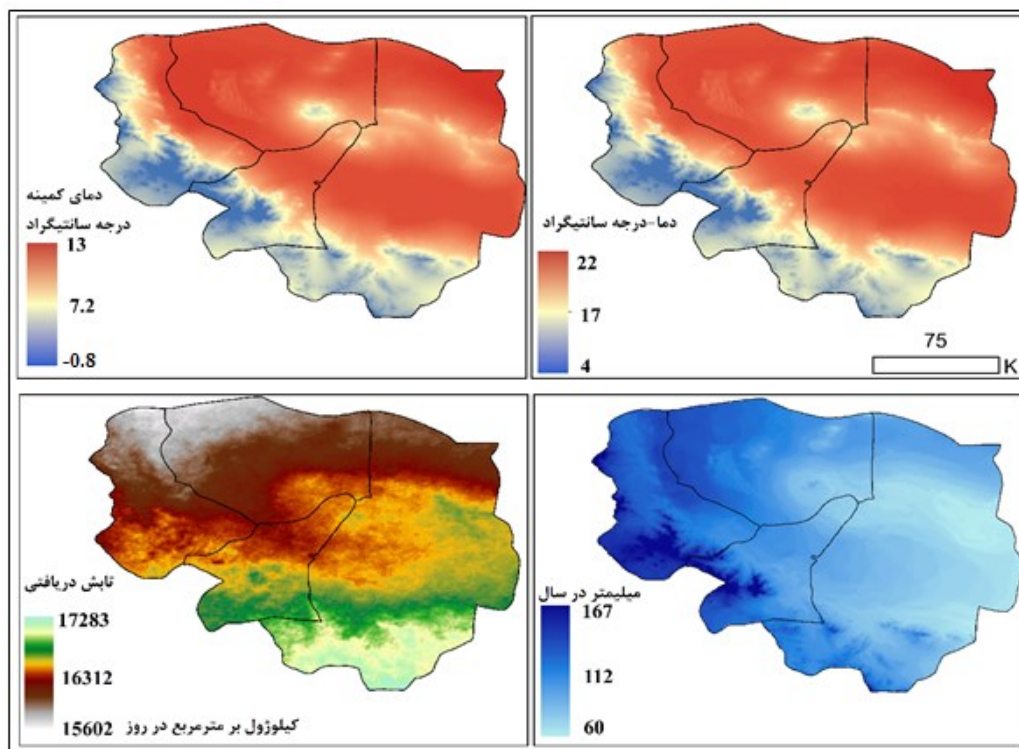 دمای کمینه
درجه سانتیگراد
13
7.2
-0.8
دما-درجه سانتیگراد
22
17
4
75
K
تابش دریافتی
17283
16312
15602
کیلوژول بر مترمربع در روز
میلیمتر در سال
167
112
60